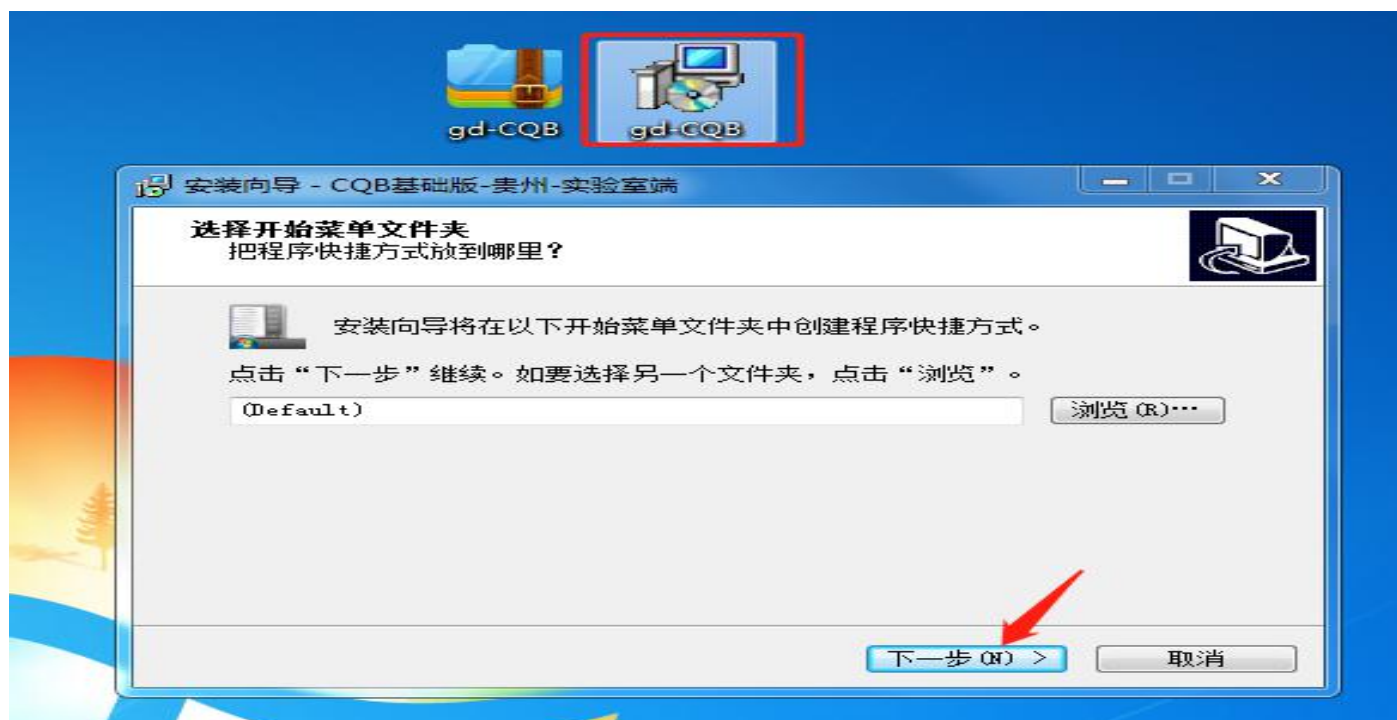 gd-CQB
gd-CQB
安装向导 - CQB基础版-贵州-实验室端
选择开始菜单文件夹
把程序快捷方式放到哪里？
安装向导将在以下开始菜单文件夹中创建程序快捷方式。
点击“下一步”继续。如要选择另一个文件夹，点击“浏览”。
(Default)
浏览(R)...
下一步(N) >
取消